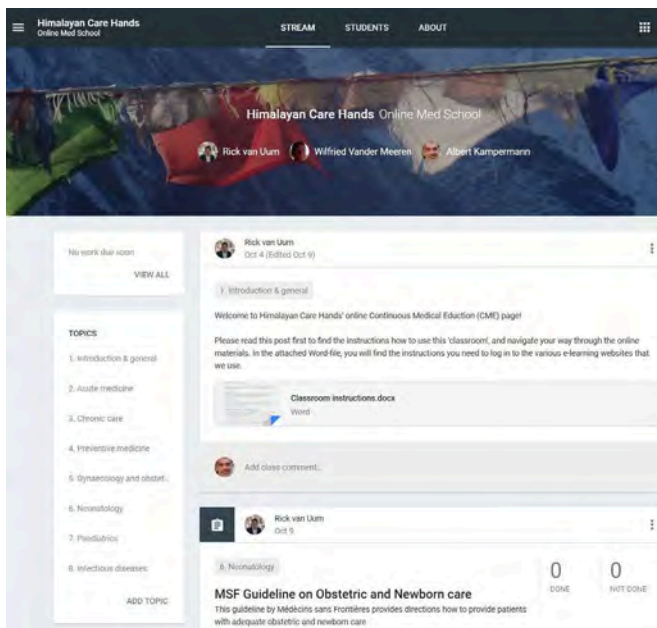 Himalayan Care Hands
Online Med School
STREAM
STUDENTS
ABOUT
Himalayan Care Hands Online Med School
Rick van Uum
Wilfried Vander Meeren
Albert Kampermann
No work due soon
VIEW ALL
TOPICS
1. Introduction & general
2. Acute medicine
3. Chronic care
4. Preventive medicine
5. Gynaecology and obstet...
6. Neonatology
7. Paediatrics
8. Infectious diseases
ADD TOPIC
Rick van Uum
Oct 4 (Edited Oct 9)
1. Introduction & general
Welcome to Himalayan Care Hands' online Continuous Medical Eduction (CME) page!
Please read this post first to find the instructions how to use this 'classroom', and navigate your way through the online
materials. In the attached Word-file, you will find the instructions you need to log in to the various e-learning websites that
we use.
Classroom instructions.docx
Word
Add class comment...
Rick van Uum
Oct 9
6. Neonatology
0
DONE
0
NOT DONE
MSF Guideline on Obstetric and Newborn care
This guideline by Médécins sans Frontières provides directions how to provide patients
with adequate obstetric and newborn care